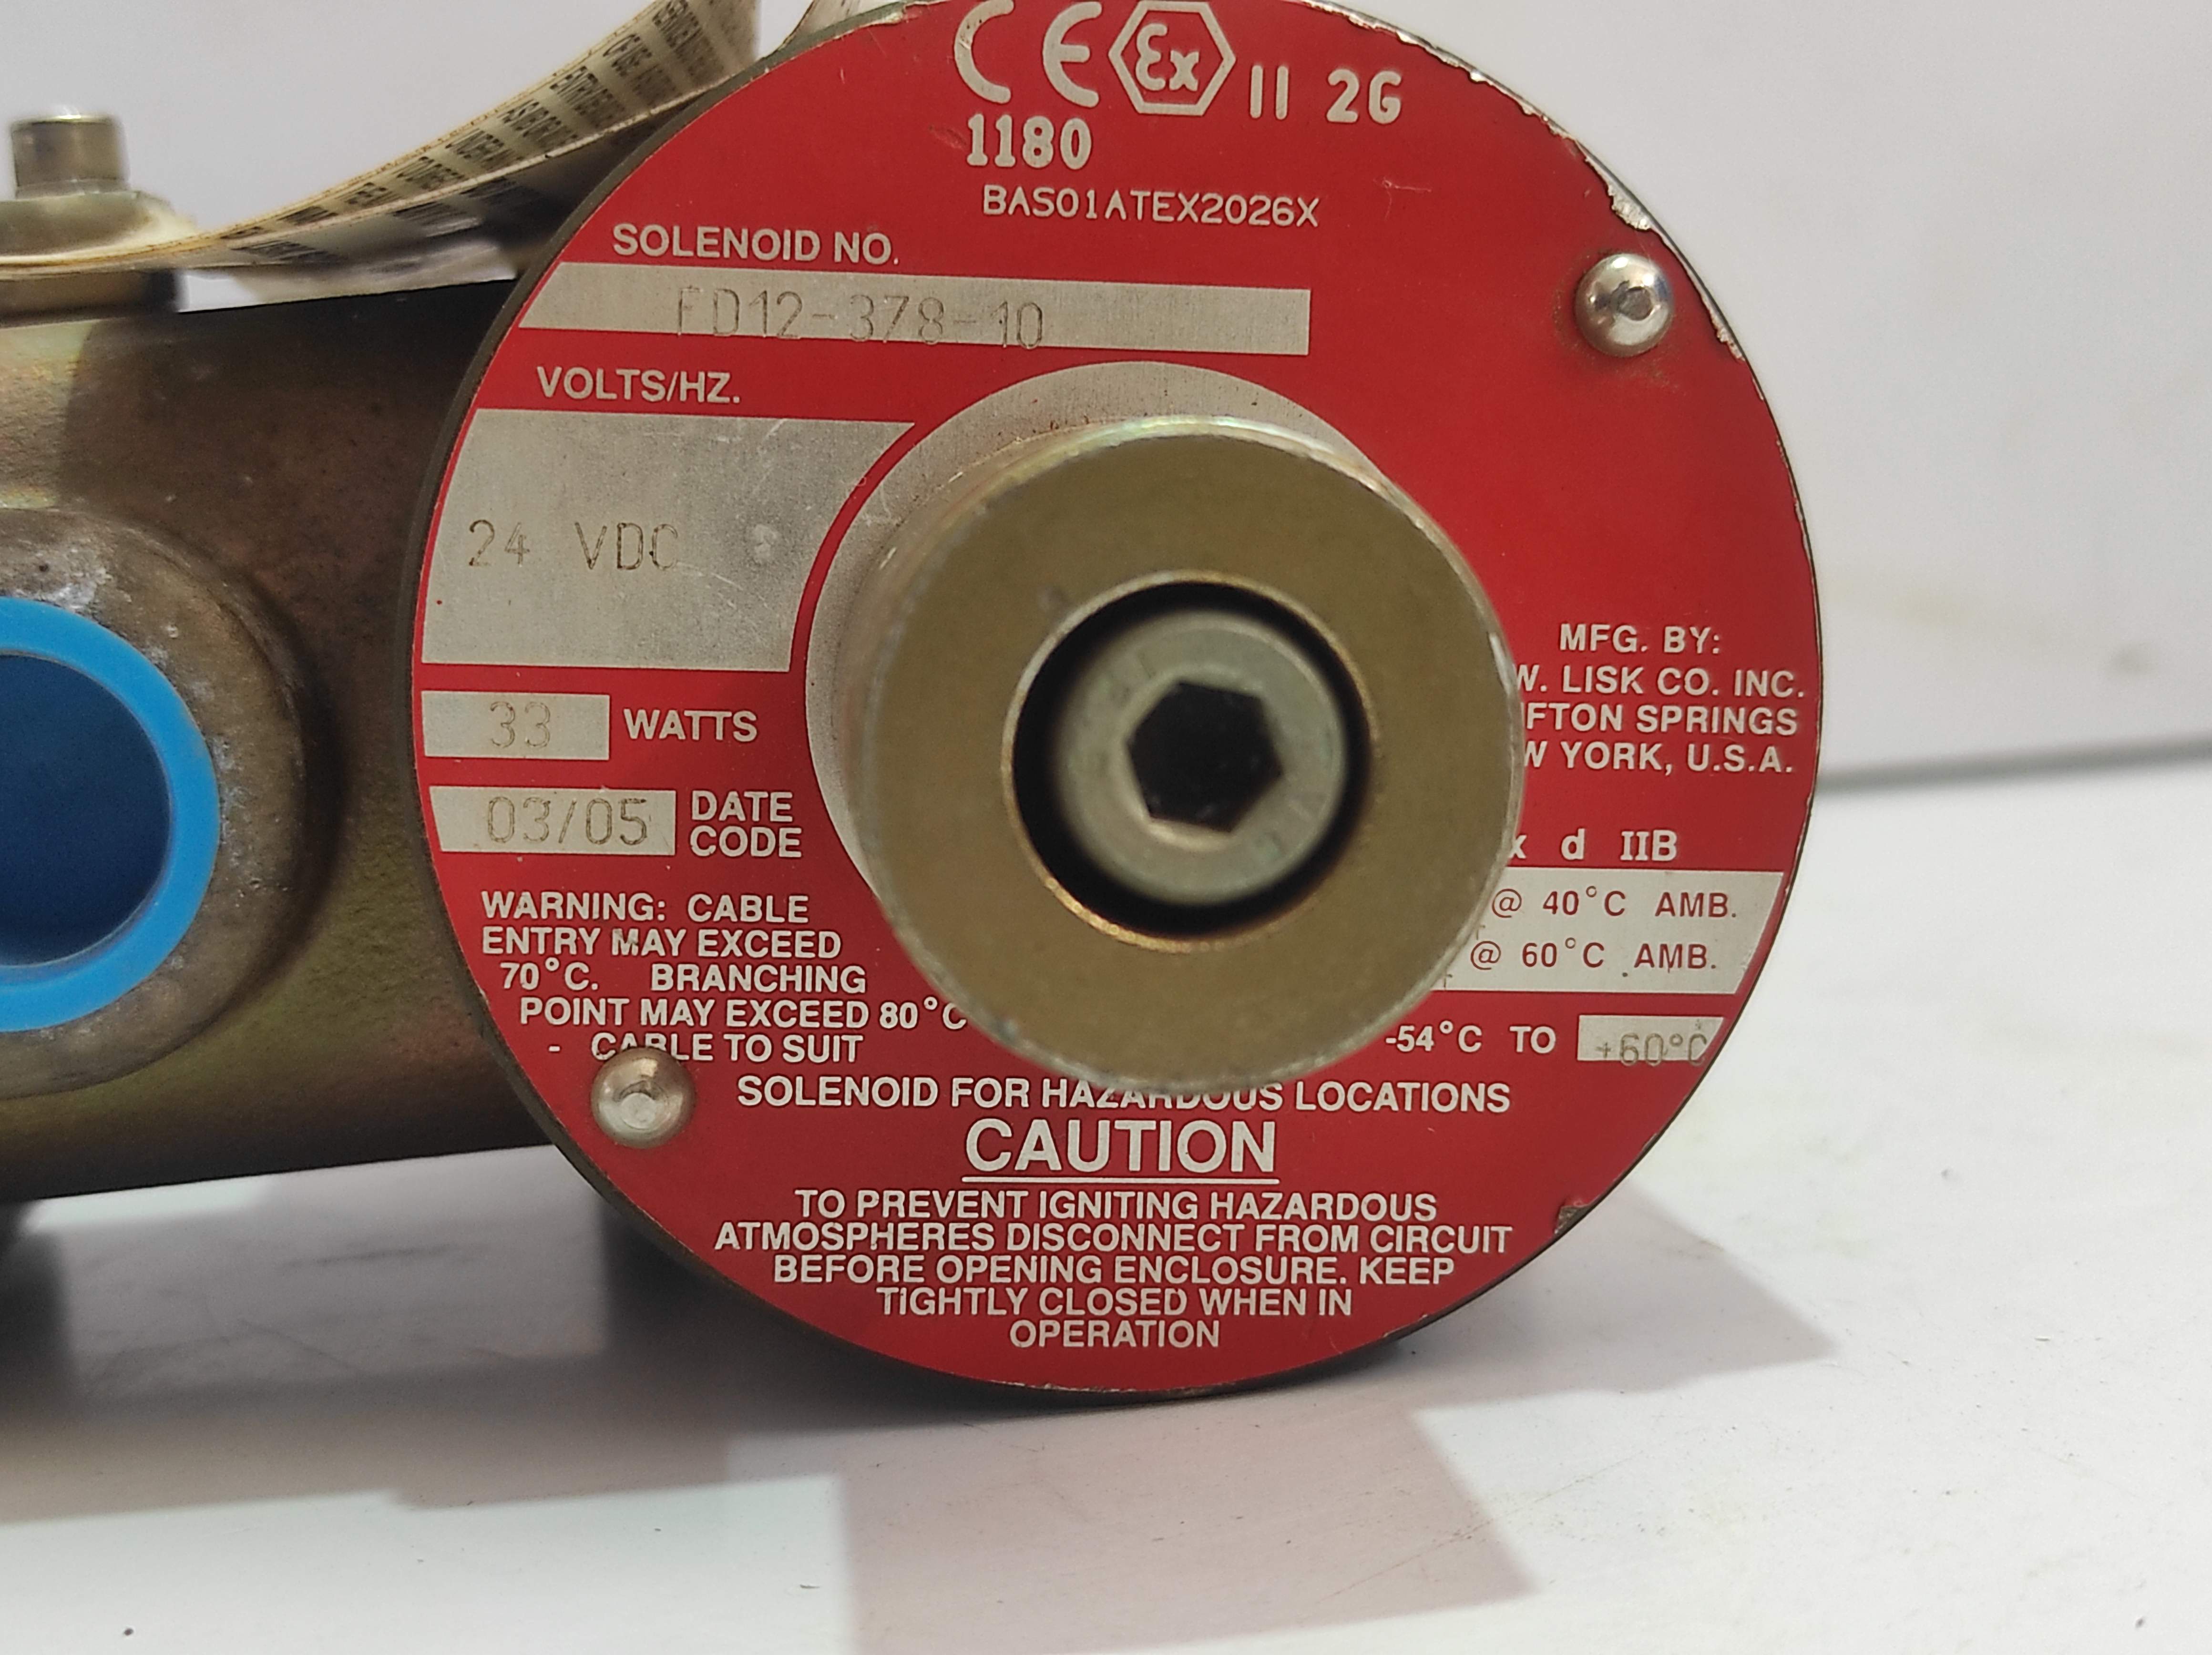 CE Ex II 2G
1180
BAS01ATEX2026X
SOLENOID NO.
FD12-378-10
VOLTS/HZ.
24 VDC
33 WATTS
03/05 DATE
CODE
MFG. BY:
W. LISK CO. INC.
FTON SPRINGS
W YORK, U.S.A.
x d IIB
@ 40°C AMB.
@ 60°C AMB.
-54°C TO +60°C
WARNING: CABLE
ENTRY MAY EXCEED
70°C. BRANCHING
POINT MAY EXCEED 80°C
- CABLE TO SUIT
SOLENOID FOR HAZARDOUS LOCATIONS
CAUTION
TO PREVENT IGNITING HAZARDOUS
ATMOSPHERES DISCONNECT FROM CIRCUIT
BEFORE OPENING ENCLOSURE. KEEP
TIGHTLY CLOSED WHEN IN
OPERATION